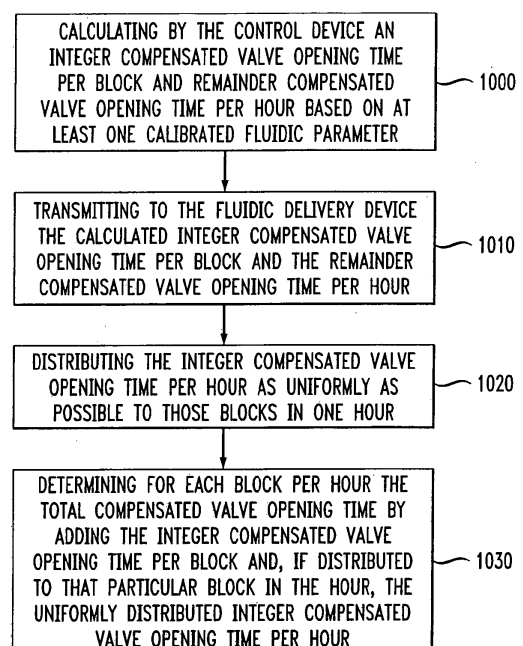 CALCULATING BY THE CONTROL DEVICE AN
INTEGER COMPENSATED VALVE OPENING TIME
PER BLOCK AND REMAINDER COMPENSATED
VALVE OPENING TIME PER HOUR BASED ON AT
LEAST ONE CALIBRATED FLUIDIC PARAMETER
1000
TRANSMITTING TO THE FLUIDIC DELIVERY DEVICE
THE CALCULATED INTEGER COMPENSATED VALVE
OPENING TIME PER BLOCK AND THE REMAINDER
COMPENSATED VALVE OPENING TIME PER HOUR
1010
DISTRIBUTING THE INTEGER COMPENSATED VALVE
OPENING TIME PER HOUR AS UNIFORMLY AS
POSSIBLE TO THOSE BLOCKS IN ONE HOUR
1020
DETERMINING FOR EACH BLOCK PER HOUR THE
TOTAL COMPENSATED VALVE OPENING TIME BY
ADDING THE INTEGER COMPENSATED VALVE
OPENING TIME PER BLOCK AND, IF DISTRIBUTED
TO THAT PARTICULAR BLOCK IN THE HOUR, THE
UNIFORMLY DISTRIBUTED INTEGER COMPENSATED
VALVE OPENING TIME PER HOUR
1030